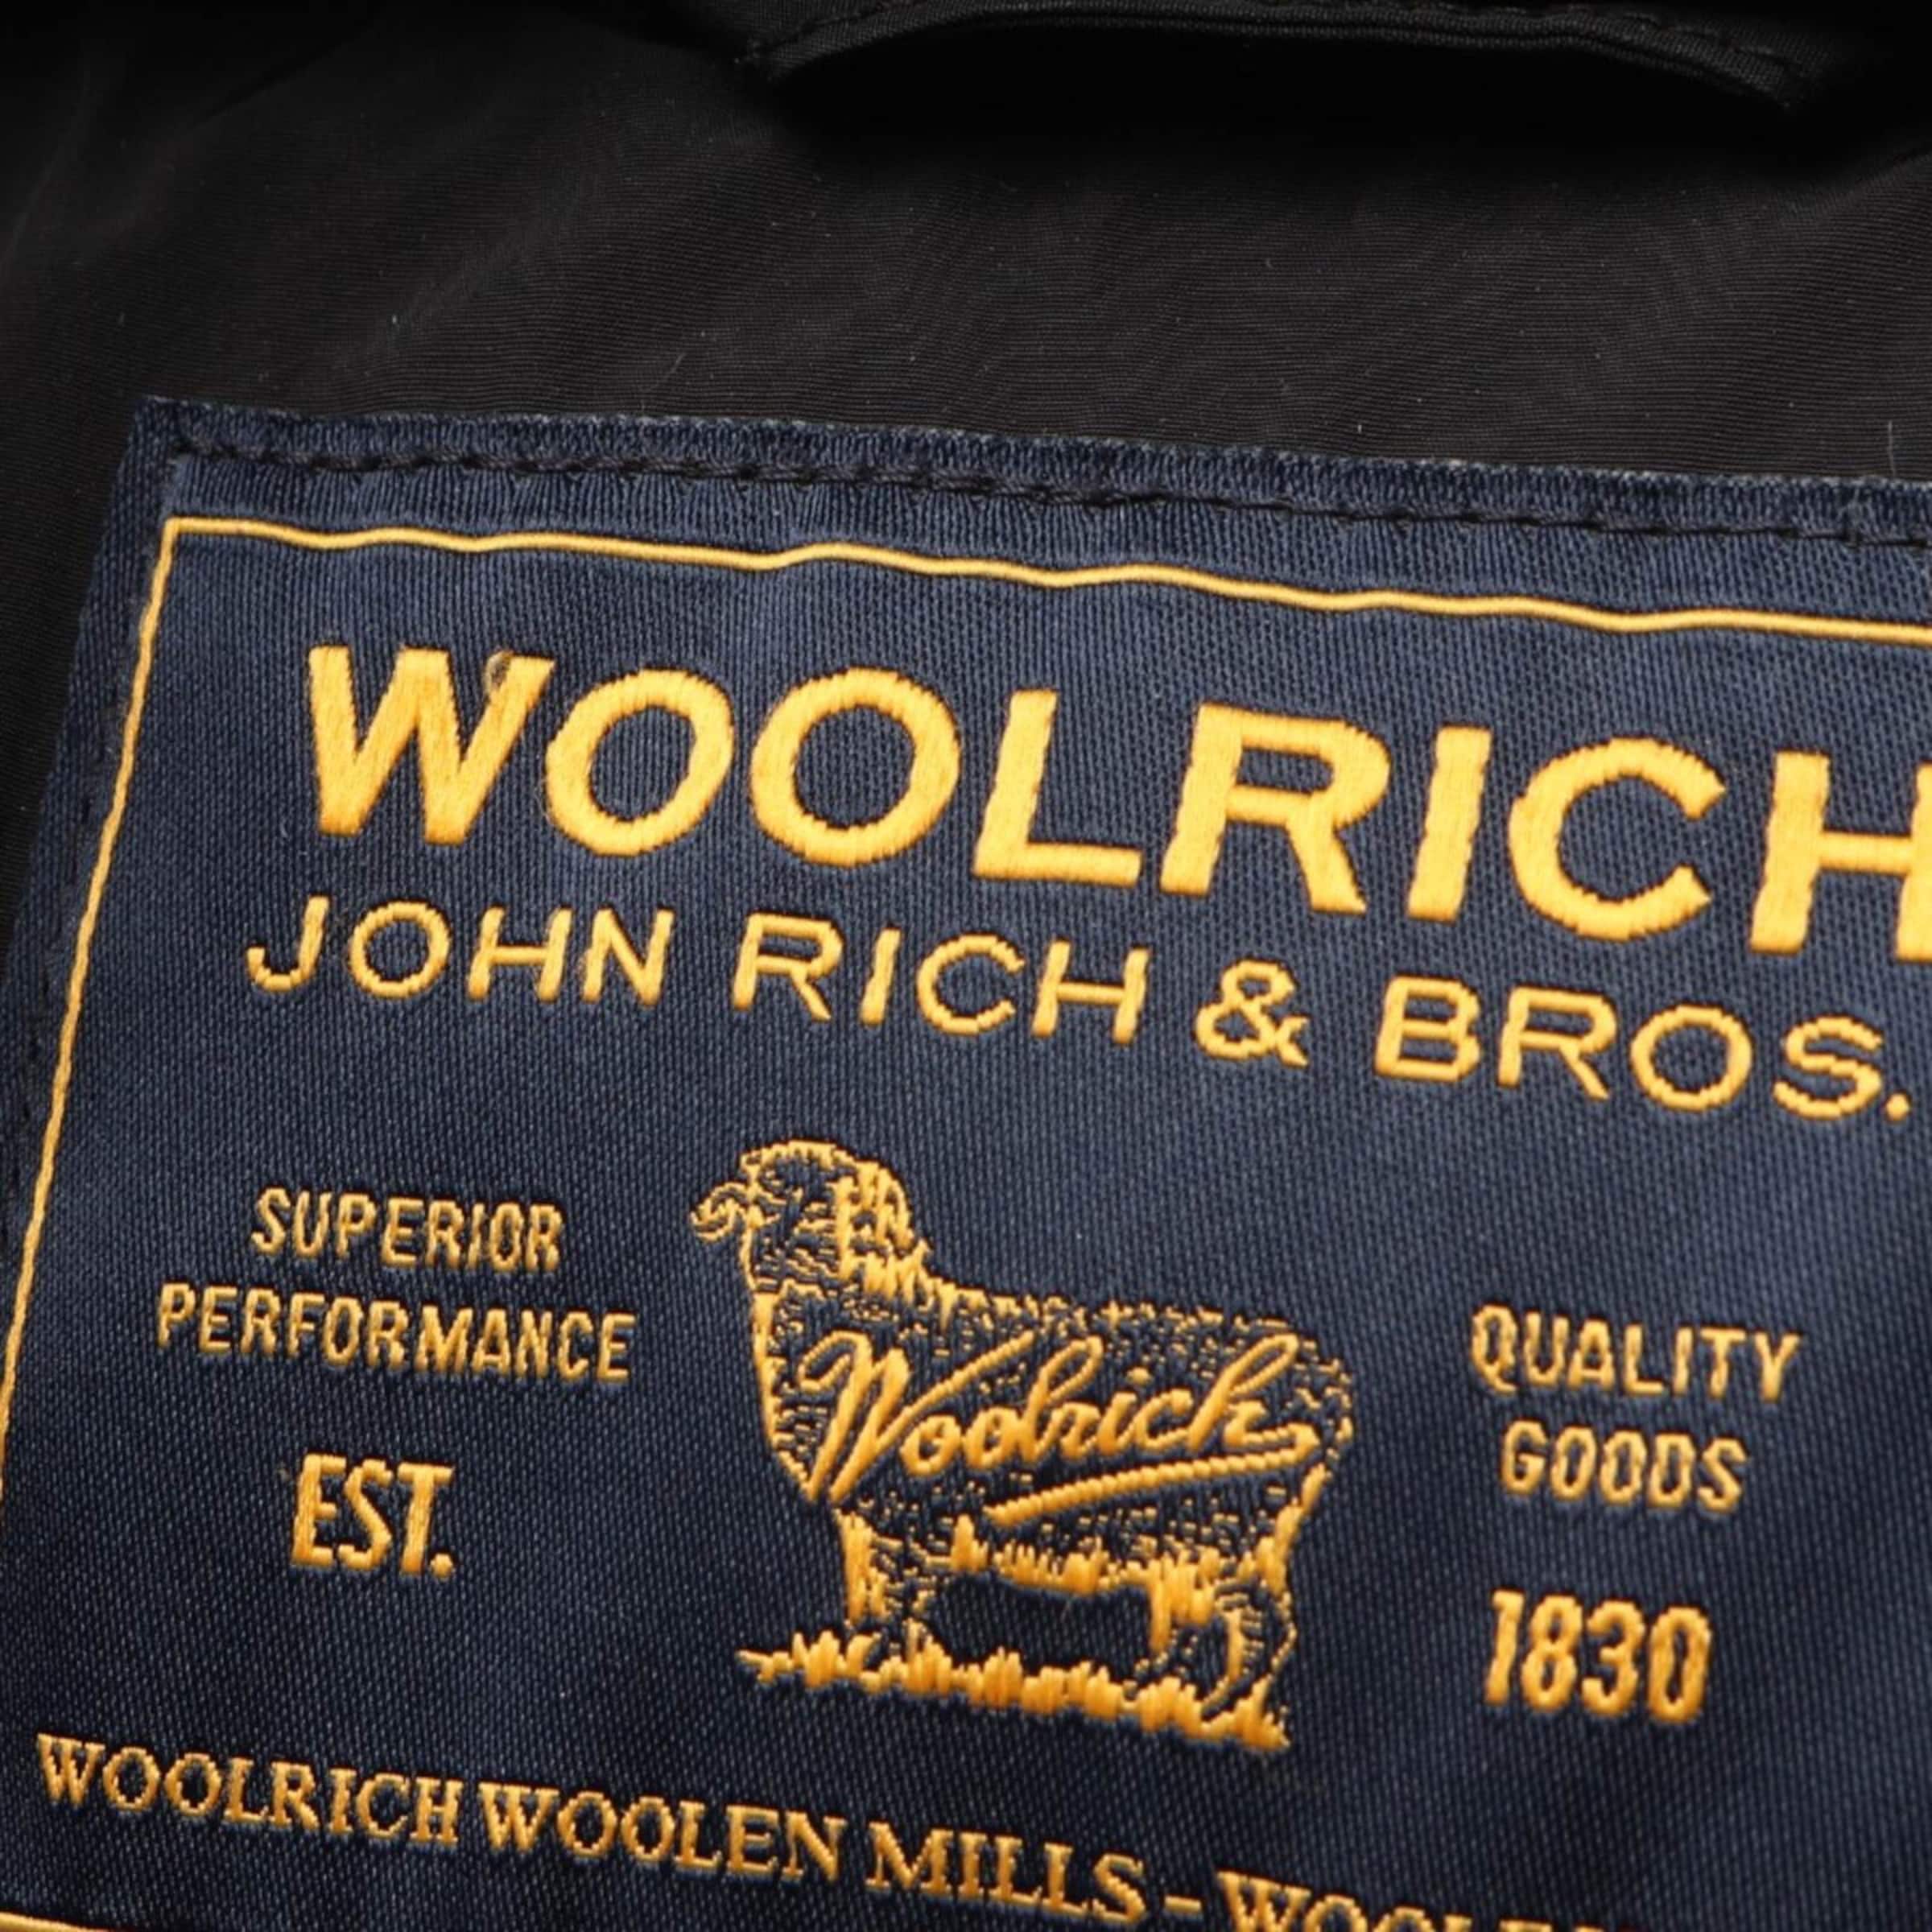 WOOLRICH
JOHN RICH & BROS.
SUPERIOR
PERFORMANCE
EST.
Woolrich
QUALITY
GOODS
1830
WOOLRICH WOOLEN MILLS -